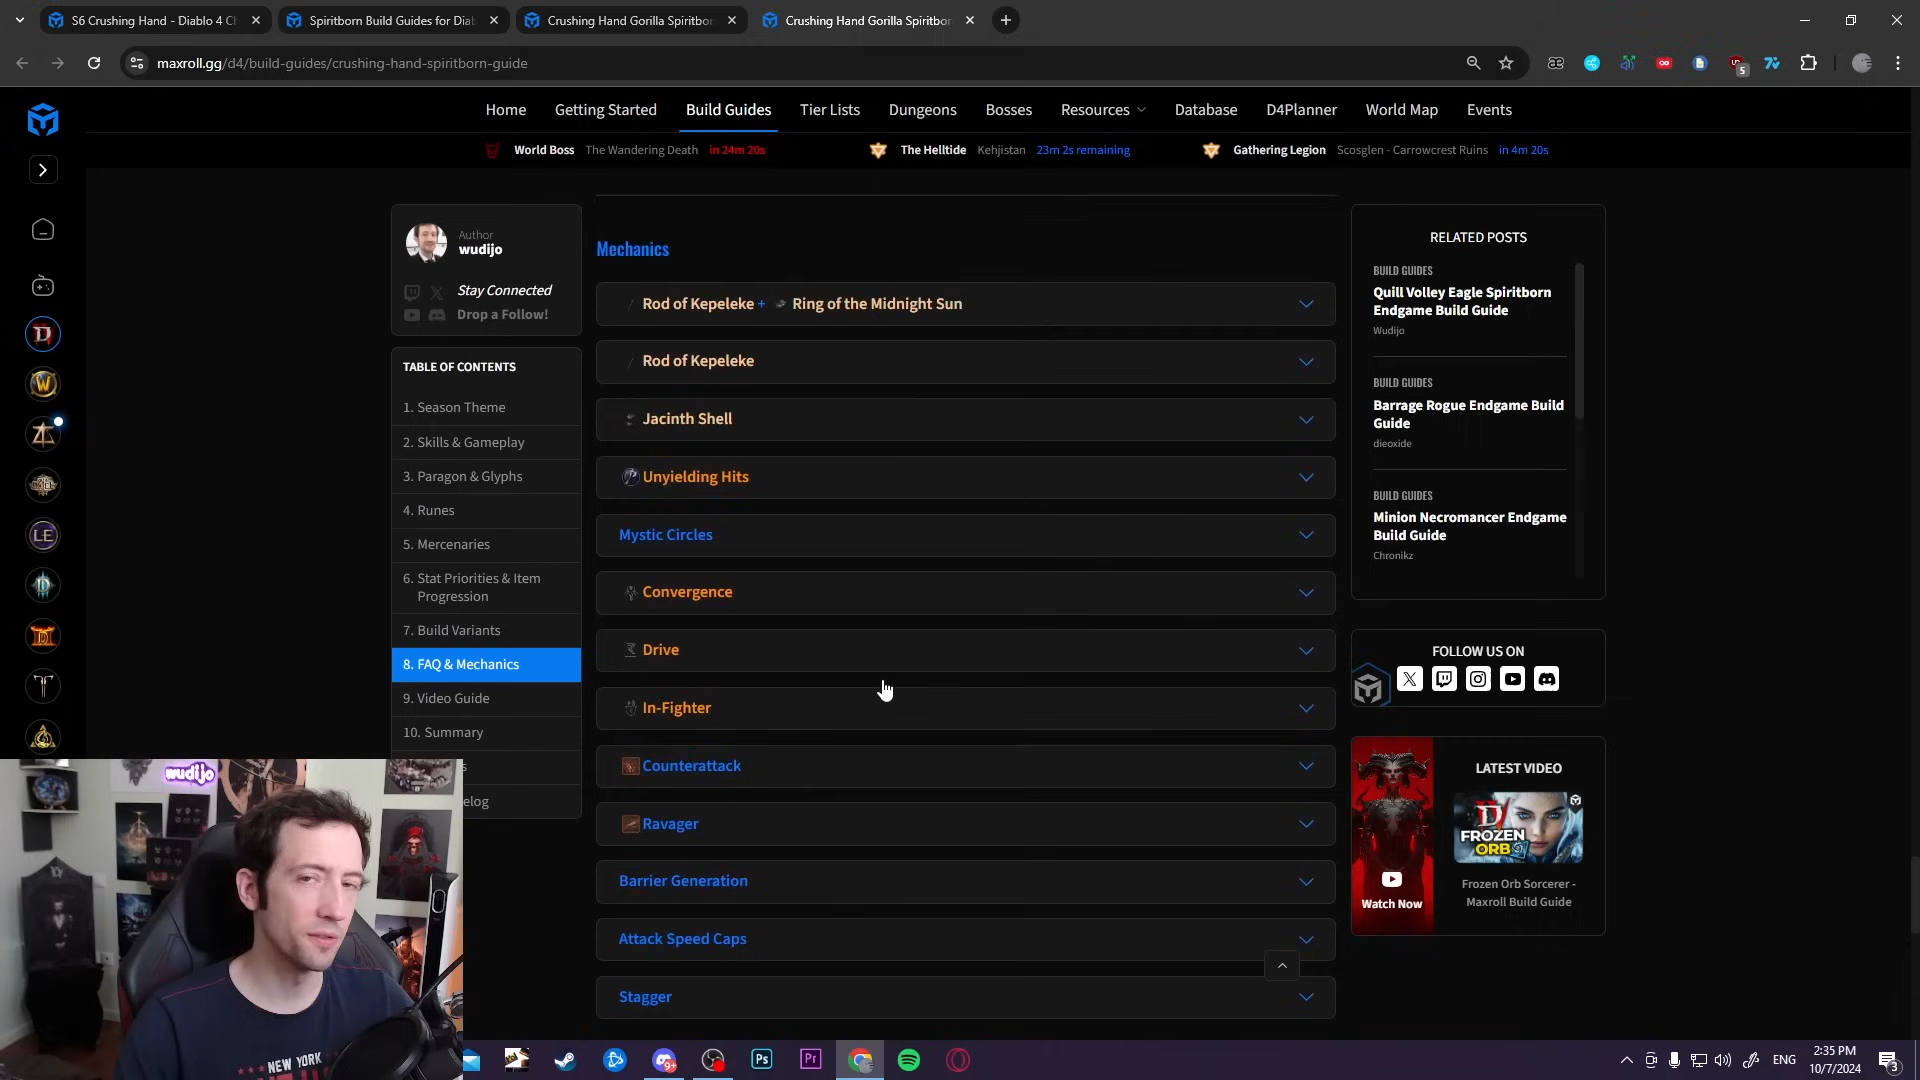 S6 Crushing Hand - Diablo 4 Ch
Spiritborn Build Guides for Diab
Crushing Hand Gorilla Spiritbor
Crushing Hand Gorilla Spiritbor
maxroll.gg/d4/build-guides/crushing-hand-spiritborn-guide
5
Home
Getting Started
Build Guides
Tier Lists
Dungeons
Bosses
Resources
Database
D4Planner
World Map
Events
World Boss The Wandering Death in 24m 20s
The Helltide Kehjistan 23m 2s remaining
Gathering Legion Scosglen - Carrowcrest Ruins in 4m 20s
Author
wudijo
Stay Connected
Drop a Follow!
TABLE OF CONTENTS
1. Season Theme
2. Skills & Gameplay
3. Paragon & Glyphs
4. Runes
5. Mercenaries
6. Stat Priorities & Item
Progression
7. Build Variants
8. FAQ & Mechanics
9. Video Guide
10. Summary
s
elog
Mechanics
Rod of Kepeleke + Ring of the Midnight Sun
Rod of Kepeleke
Jacinth Shell
Unyielding Hits
Mystic Circles
Convergence
Drive
In-Fighter
Counterattack
Ravager
Barrier Generation
Attack Speed Caps
Stagger
RELATED POSTS
BUILD GUIDES
Quill Volley Eagle Spiritborn
Endgame Build Guide
Wudijo
BUILD GUIDES
Barrage Rogue Endgame Build
Guide
dieoxide
BUILD GUIDES
Minion Necromancer Endgame
Build Guide
Chronikz
FOLLOW US ON
LATEST VIDEO
FROZEN
ORB
Watch Now
Frozen Orb Sorcerer -
Maxroll Build Guide
LE
wudijo
NEW YORK
9+
Ps
Pr
ENG
2:35 PM
10/7/2024
3